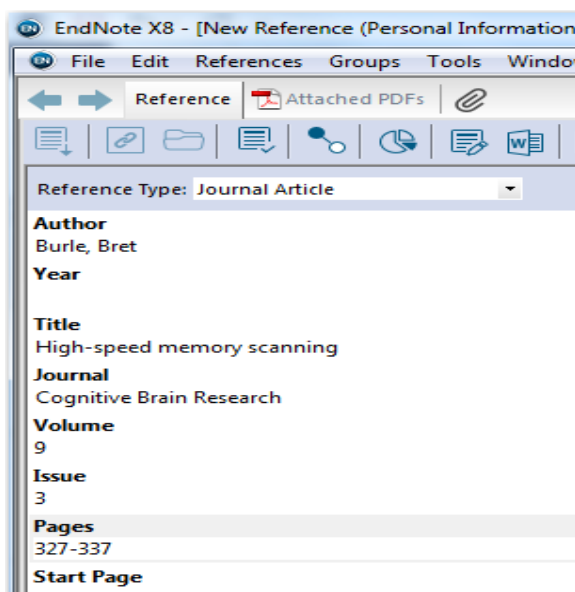 EndNote X8 - [New Reference (Personal Information
File Edit References Groups Tools Windo
Reference Attached PDFs
Reference Type: Journal Article
Author
Burle, Bret
Year
Title
High-speed memory scanning
Journal
Cognitive Brain Research
Volume
9
Issue
3
Pages
327-337
Start Page